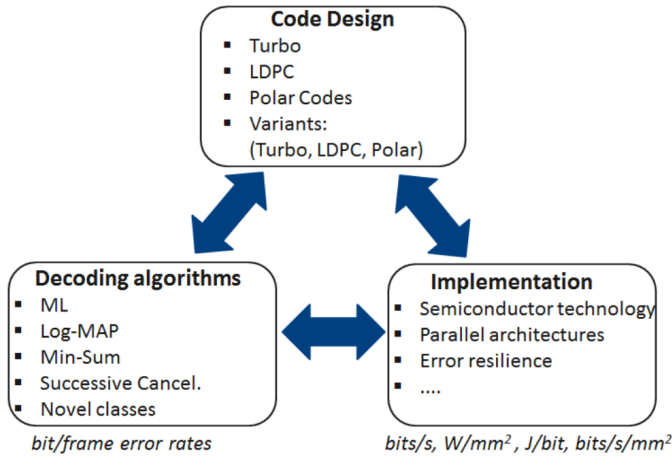 Code Design
▪ Turbo
▪ LDPC
▪ Polar Codes
▪ Variants:
(Turbo, LDPC, Polar)
Decoding algorithms
▪ ML
▪ Log-MAP
▪ Min-Sum
▪ Successive Cancel.
▪ Novel classes
bit/frame error rates
Implementation
▪ Semiconductor technology
▪ Parallel architectures
▪ Error resilience
▪ ....
bits/s, W/mm², J/bit, bits/s/mm²